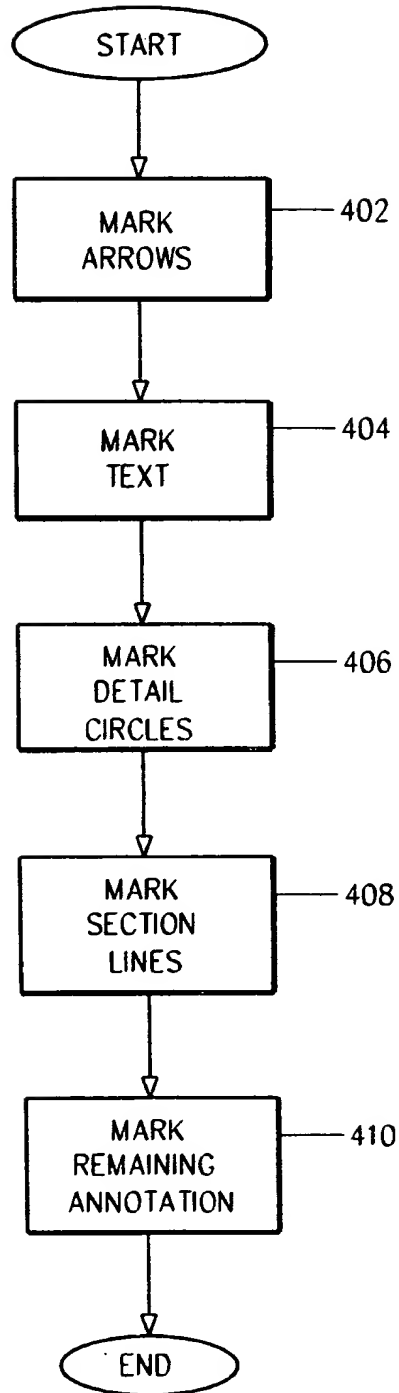 START
MARK
ARROWS
402
MARK
TEXT
404
MARK
DETAIL
CIRCLES
406
MARK
SECTION
LINES
408
MARK
REMAINING
ANNOTATION
410
END